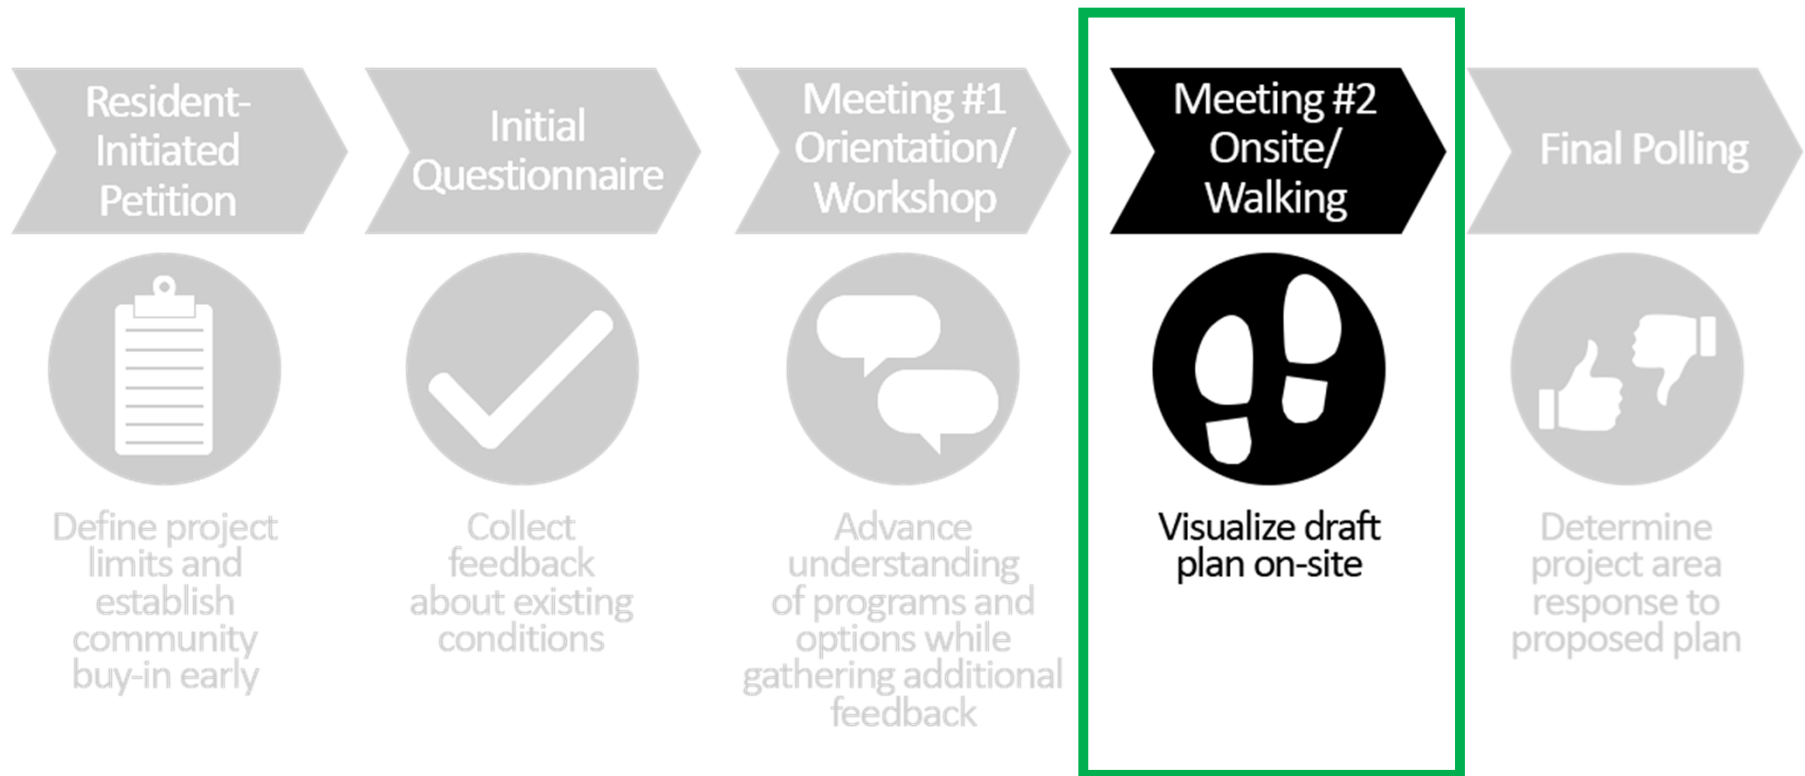 Resident-
Initiated
Petition
Initial
Questionnaire
Meeting #1
Orientation/
Workshop
Meeting #2
Onsite/
Walking
Final Polling
Define project
limits and
establish
community
buy-in early
Collect
feedback
about existing
conditions
Advance
understanding
of programs and
options while
gathering additional
feedback
Visualize draft
plan on-site
Determine
project area
response to
proposed plan